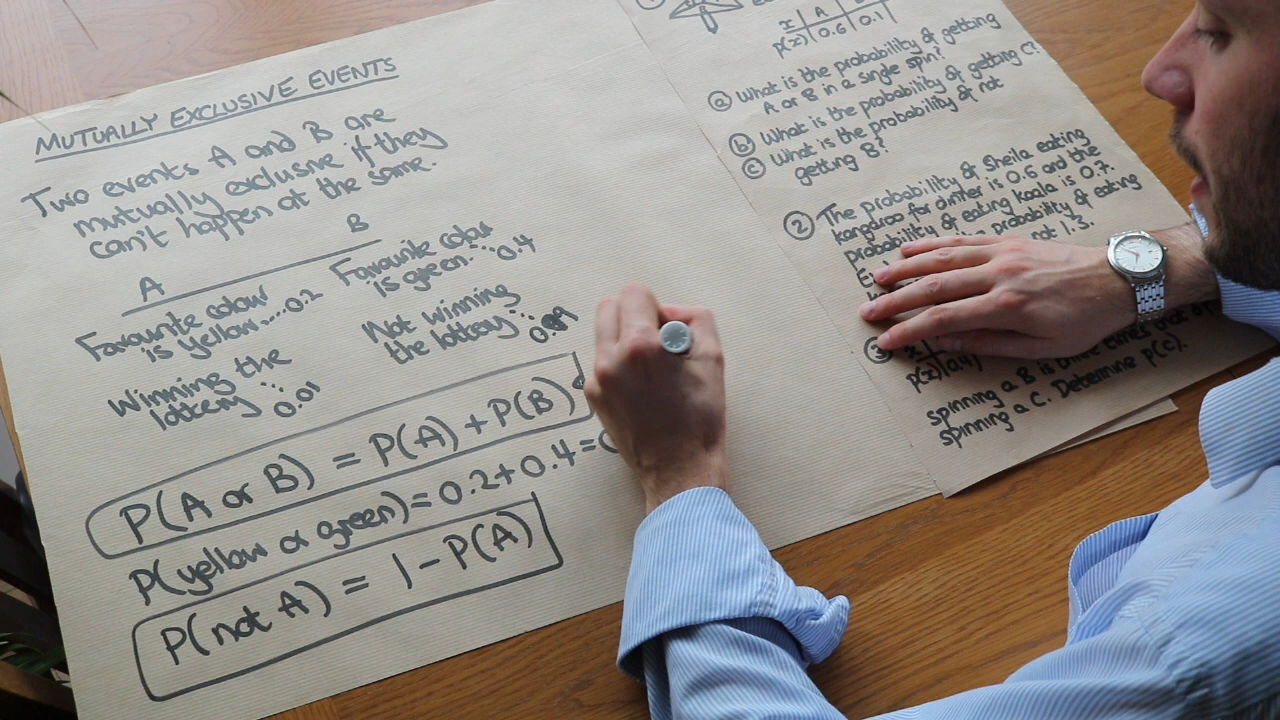 MUTUALLY EXCLUSIVE EVENTS
Two events A and B are
mutually exclusive if they
can't happen at the same.
A
B
Favourite colour
is yellow 0.2
Favourite colour
is green 0.4
Winning the
lottery
0.01
Not winning
the lottery
P(A or B) = P(A) + P(B)
P(yellow or green) = 0.2 + 0.4 =
P(not A) = 1 - P(A)
x A
p(x) 0.6 0.1
a What is the probability of getting
A or B in a single spin?
b What is the probability of getting C?
c What is the probability of not
getting B?
2 The probability of Sheila eating
kangaroo for dinner is 0.6 and the
probability of eating koala is 0.7.
probability of eating
not 1.3.
3 x
p(x) 0.4
spinning a B is three times that of
spinning a C. Determine p(C).